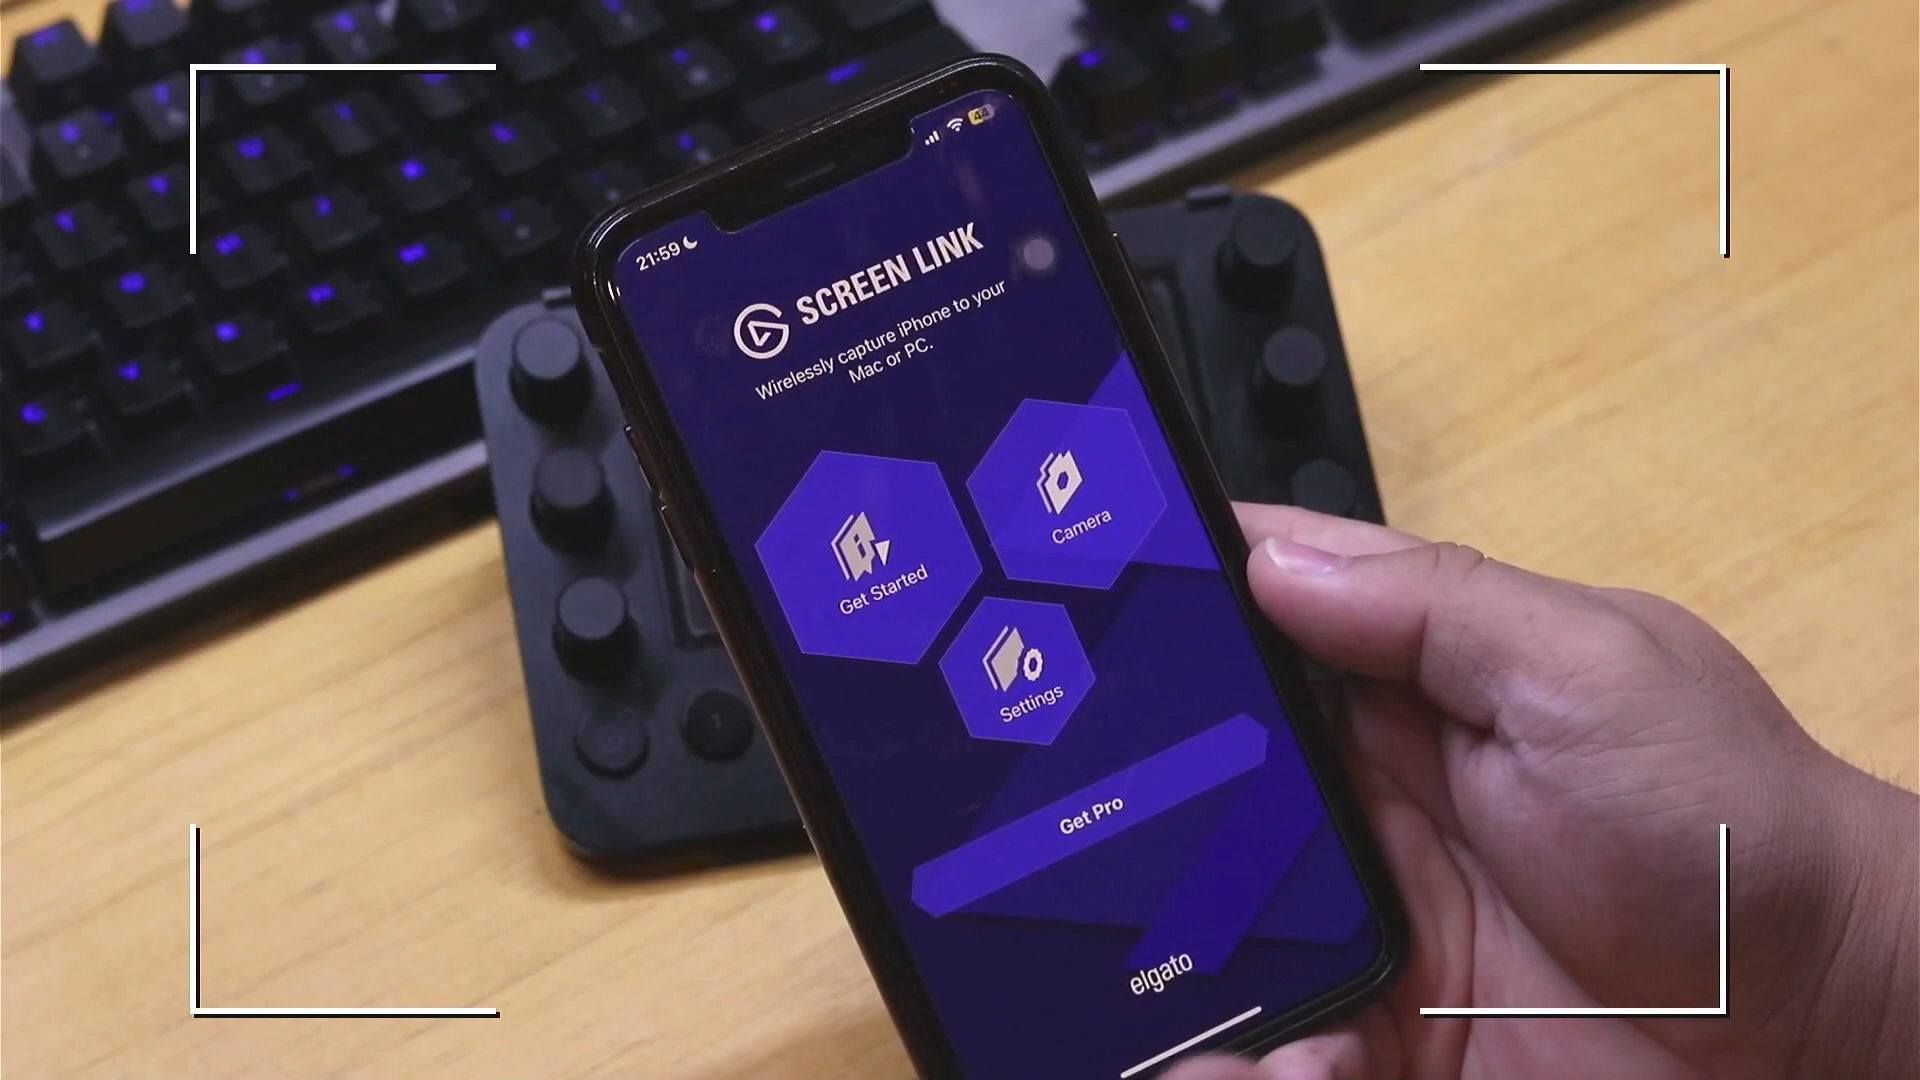 21:59
44
SCREEN LINK
Wirelessly capture iPhone to your
Mac or PC.
Get Started
Camera
Settings
Get Pro
elgato